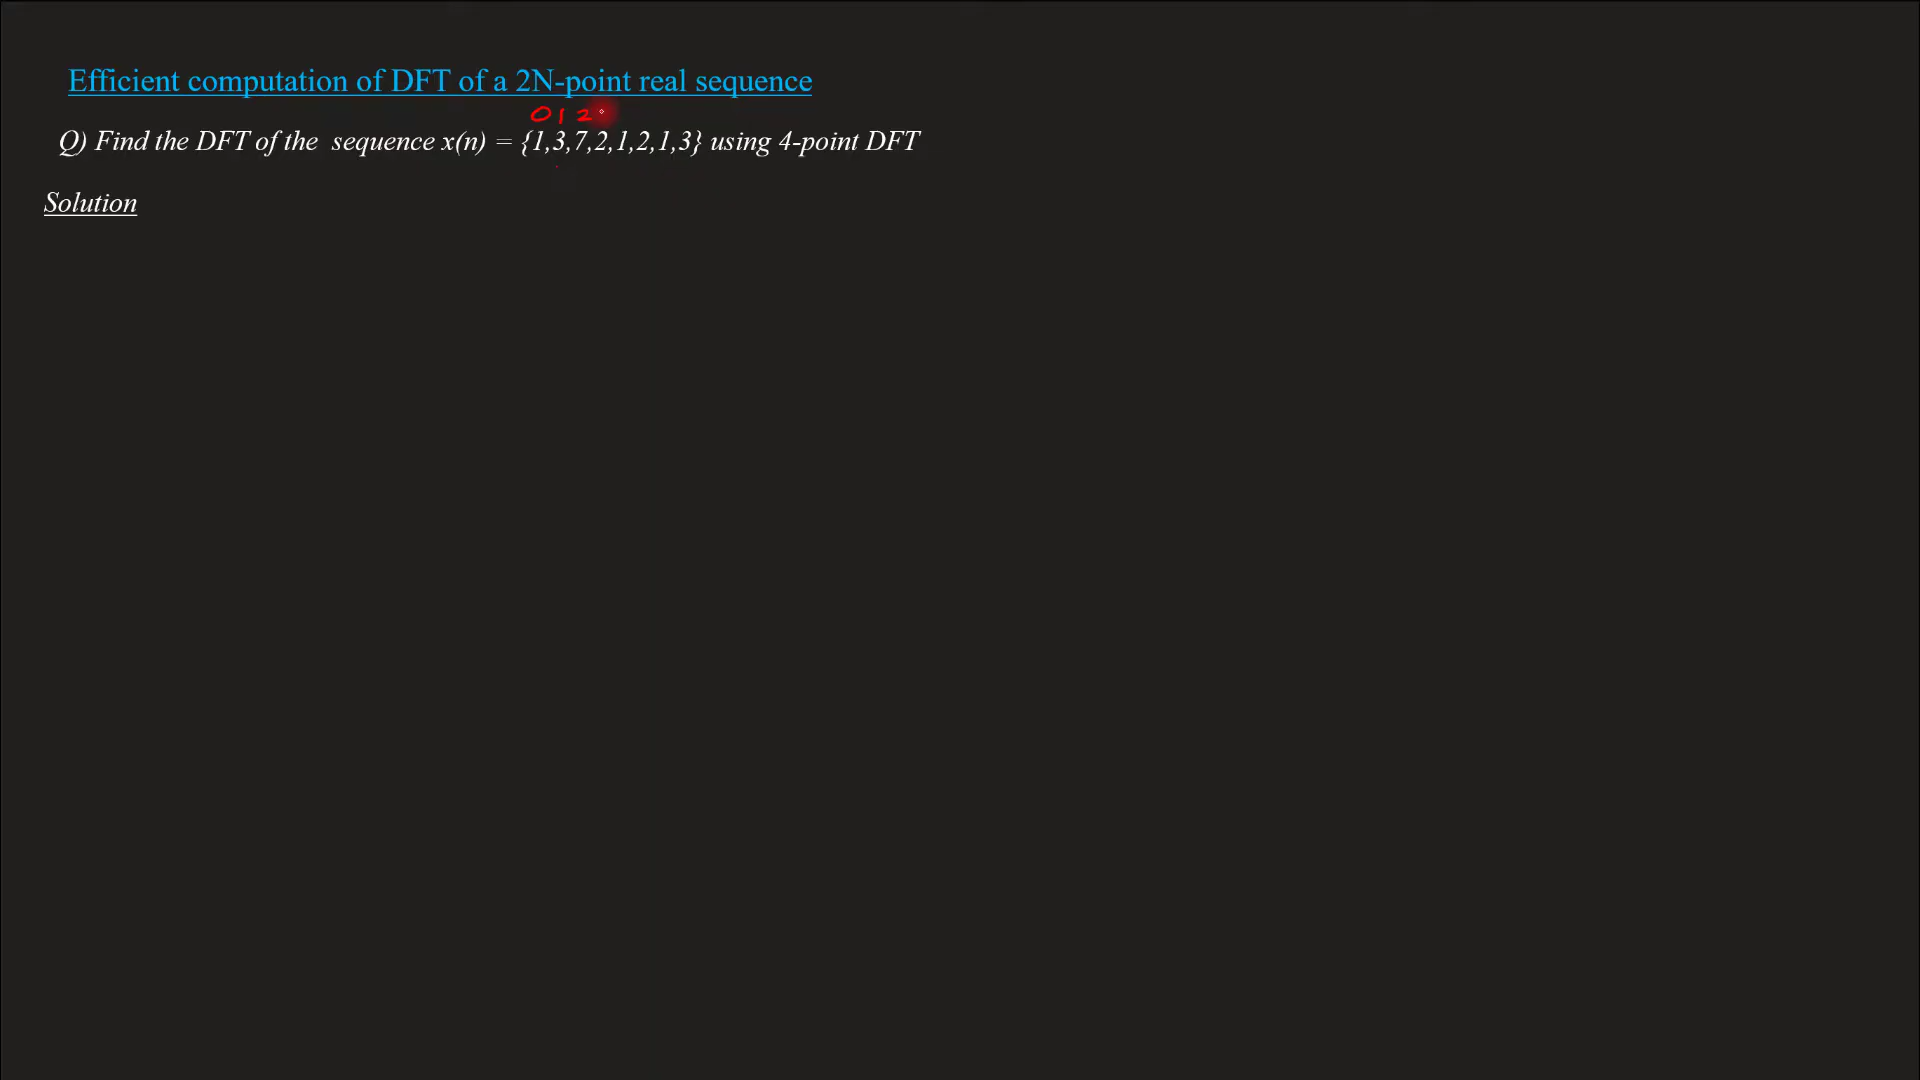 Efficient computation of DFT of a 2N-point real sequence
0 1 2
Q) Find the DFT of the sequence x(n) = {1,3,7,2,1,2,1,3} using 4-point DFT
Solution